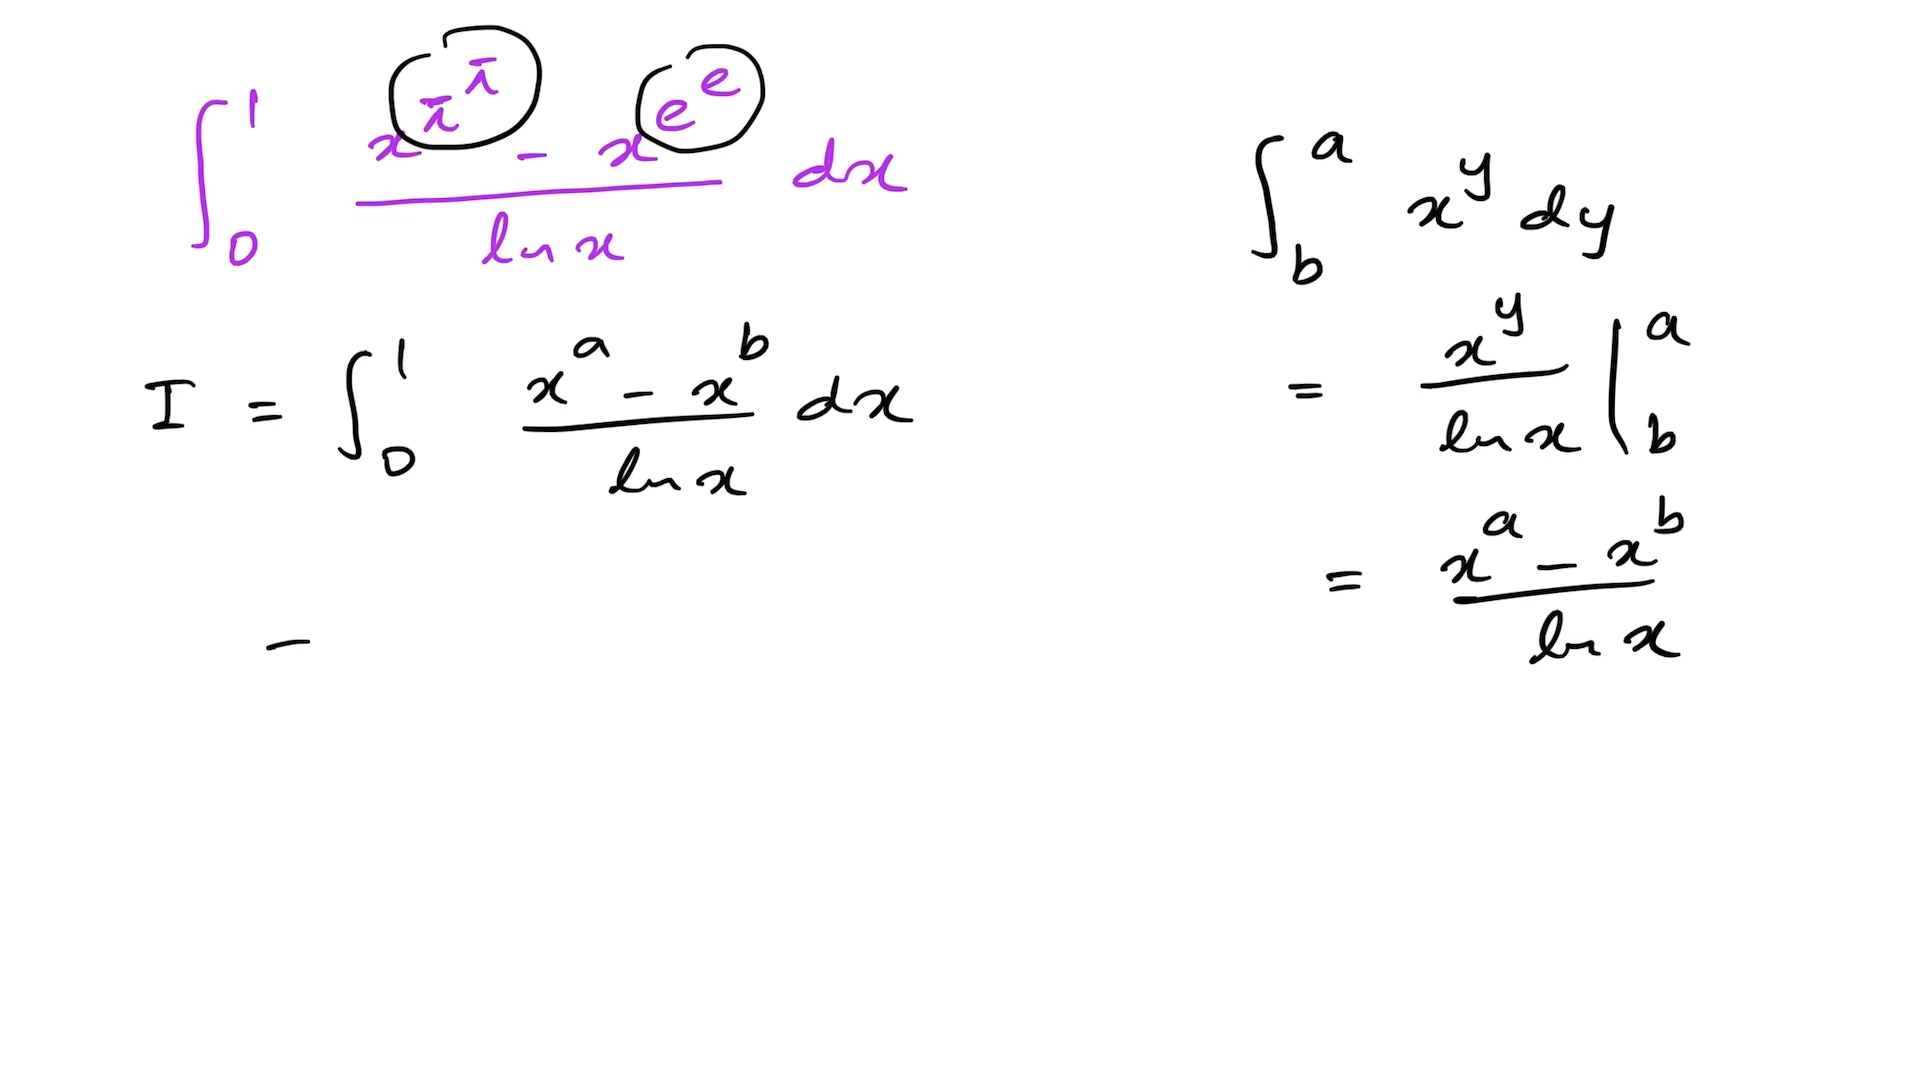 ∫₀¹ (x^(π^π) - x^(e^e)) / ln x dx
I = ∫₀¹ (x^a - x^b) / ln x dx
-
∫_b^a x^y dy
= x^y / ln x |_b^a
= (x^a - x^b) / ln x